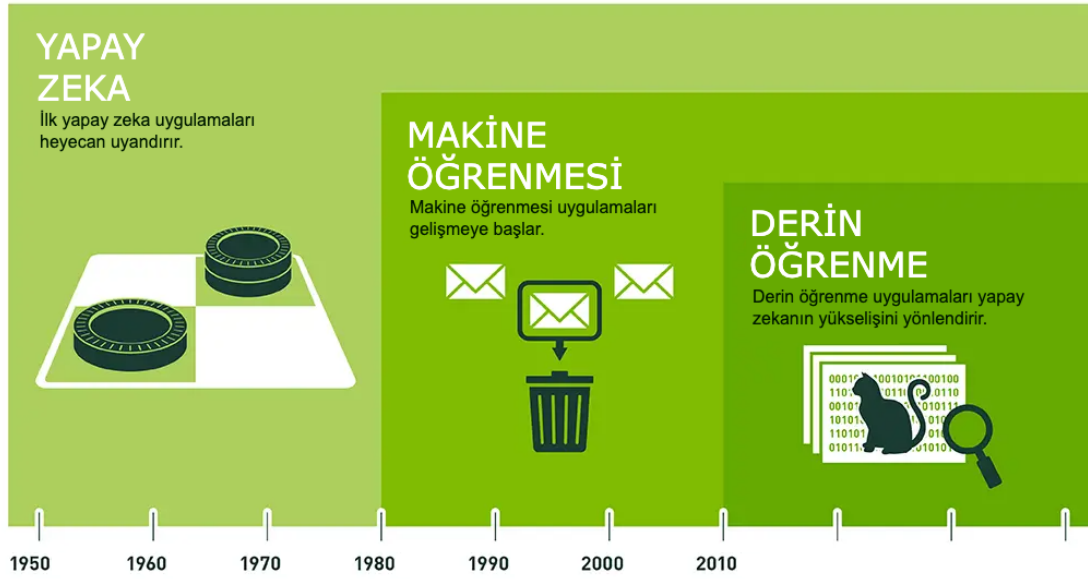 YAPAY
ZEKA
İlk yapay zeka uygulamaları
heyecan uyandırır.
MAKİNE
ÖĞRENMESİ
Makine öğrenmesi uygulamaları
gelişmeye başlar.
DERİN
ÖĞRENME
Derin öğrenme uygulamaları yapay
zekanın yükselişini yönlendirir.
1950 1960 1970 1980 1990 2000 2010